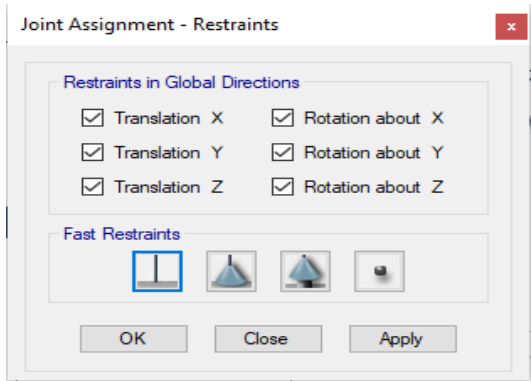 Joint Assignment - Restraints
x
Restraints in Global Directions
Translation X
Rotation about X
Translation Y
Rotation about Y
Translation Z
Rotation about Z
Fast Restraints
OK
Close
Apply